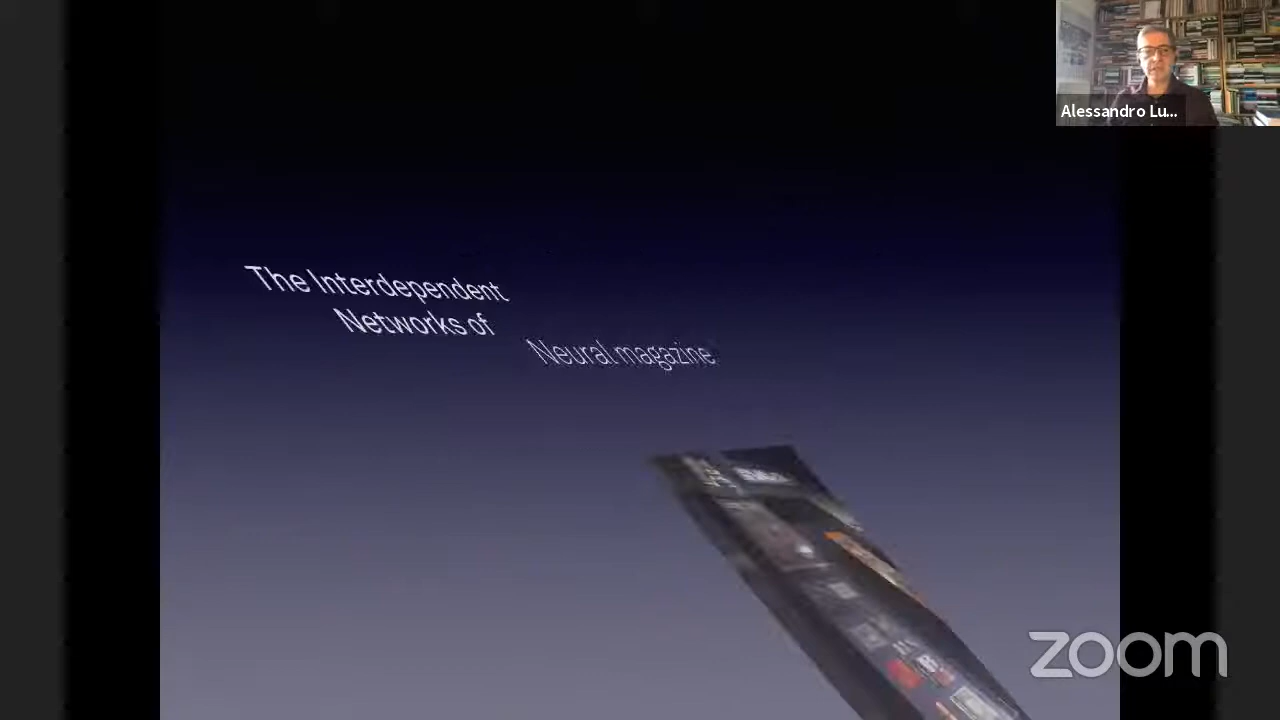 Alessandro Lu...
The Interdependent
Networks of
Neural magazine
zoom